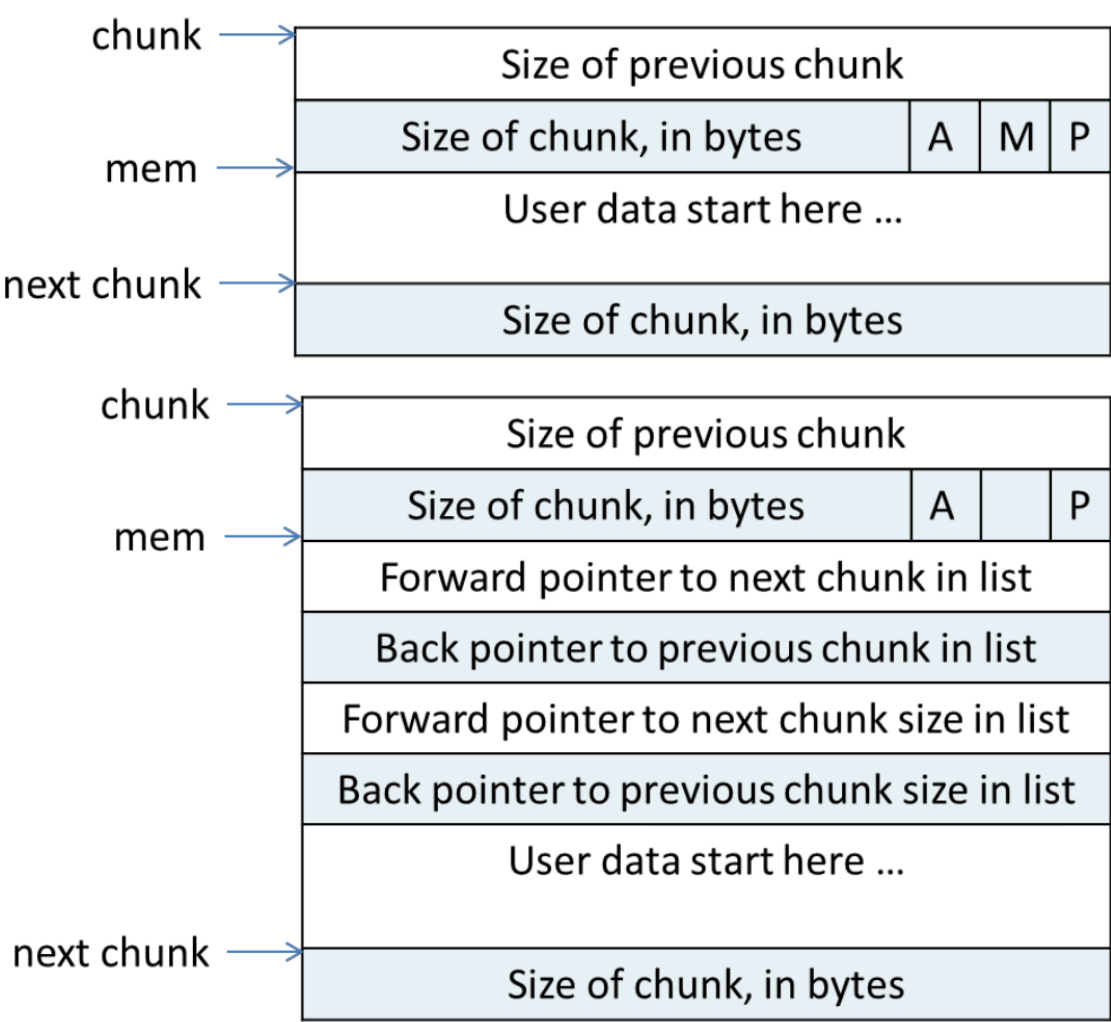 chunk
Size of previous chunk
Size of chunk, in bytes A M P
mem
User data start here ...
next chunk
Size of chunk, in bytes
chunk
Size of previous chunk
Size of chunk, in bytes A P
mem
Forward pointer to next chunk in list
Back pointer to previous chunk in list
Forward pointer to next chunk size in list
Back pointer to previous chunk size in list
User data start here ...
next chunk
Size of chunk, in bytes